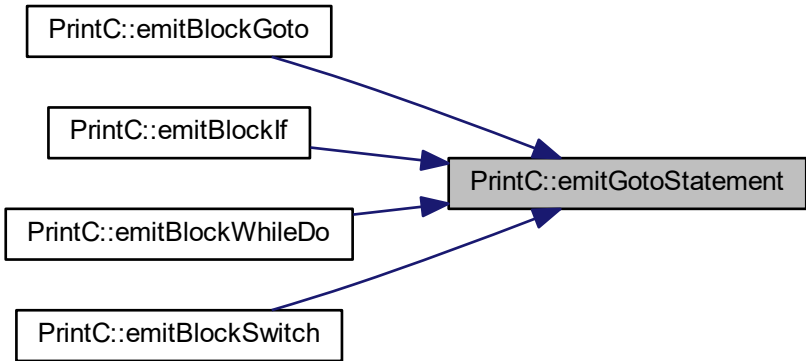 PrintC::emitBlockGoto
PrintC::emitBlockIf
PrintC::emitGotoStatement
PrintC::emitBlockWhileDo
PrintC::emitBlockSwitch